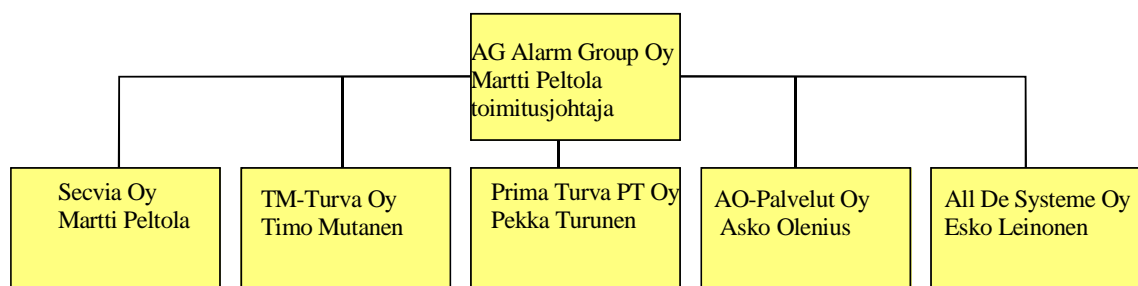 AG Alarm Group Oy
Martti Peltola
toimitusjohtaja
Secvia Oy
Martti Peltola
TM-Turva Oy
Timo Mutanen
Prima Turva PT Oy
Pekka Turunen
AO-Palvelut Oy
Asko Olenius
All De Systeme Oy
Esko Leinonen